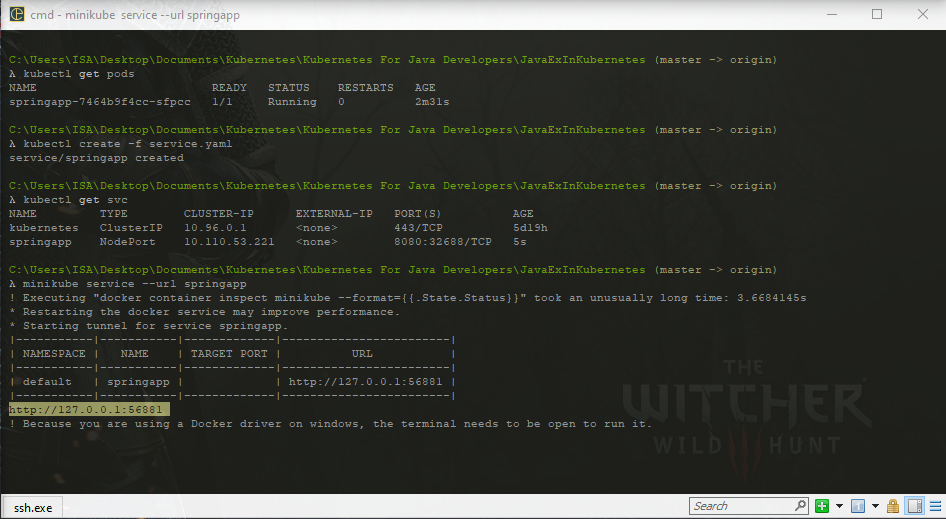 cmd - minikube service --url springapp
C:\Users\ISA\Desktop\Documents\Kubernetes\Kubernetes For Java Developers\JavaExInKubernetes (master -> origin)
λ kubectl get pods
NAME READY STATUS RESTARTS AGE
springapp-7464b9f4cc-sfpcc 1/1 Running 0 2m31s
C:\Users\ISA\Desktop\Documents\Kubernetes\Kubernetes For Java Developers\JavaExInKubernetes (master -> origin)
λ kubectl create -f service.yaml
service/springapp created
C:\Users\ISA\Desktop\Documents\Kubernetes\Kubernetes For Java Developers\JavaExInKubernetes (master -> origin)
λ kubectl get svc
NAME TYPE CLUSTER-IP EXTERNAL-IP PORT(S) AGE
kubernetes ClusterIP 10.96.0.1 <none> 443/TCP 5d19h
springapp NodePort 10.110.53.221 <none> 8080:32688/TCP 5s
C:\Users\ISA\Desktop\Documents\Kubernetes\Kubernetes For Java Developers\JavaExInKubernetes (master -> origin)
λ minikube service --url springapp
! Executing "docker container inspect minikube --format={{.State.Status}}" took an unusually long time: 3.6684145s
* Restarting the docker service may improve performance.
* Starting tunnel for service springapp.
|-----------|-----------|-------------|------------------------|
| NAMESPACE | NAME | TARGET PORT | URL |
|-----------|-----------|-------------|------------------------|
| default | springapp | | http://127.0.0.1:56881 |
|-----------|-----------|-------------|------------------------|
http://127.0.0.1:56881
! Because you are using a Docker driver on windows, the terminal needs to be open to run it.
THE
WITCHER
WILD HUNT
ssh.exe
Search
1